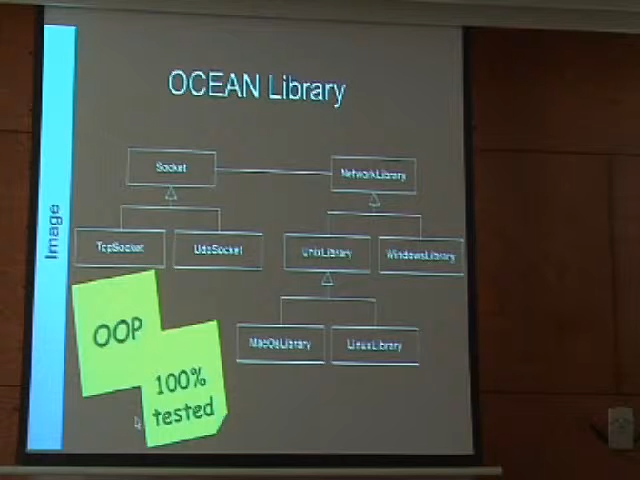 OCEAN Library
Image
Socket
NetworkLibrary
TcpSocket
UdpSocket
UnixLibrary
WindowsLibrary
MacOsLibrary
LinuxLibrary
OOP
100%
tested